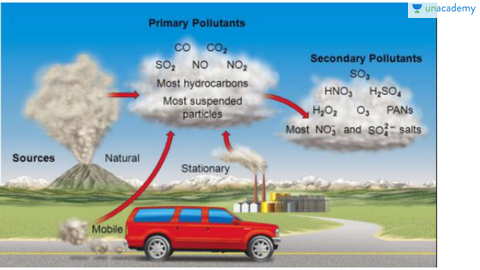 unacademy
Primary Pollutants
CO CO₂
SO₂ NO NO₂
Most hydrocarbons
Most suspended
particles
Secondary Pollutants
SO₃
HNO₃ H₂SO₄
H₂O₂ O₃ PANs
Most NO₃⁻ and SO₄²⁻ salts
Sources
Natural
Stationary
Mobile